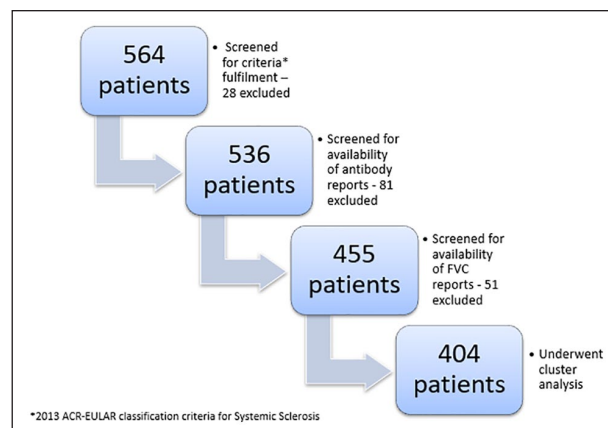 564
patients
• Screened
for criteria*
fulfilment –
28 excluded
536
patients
• Screened for
availability
of antibody
reports - 81
excluded
455
patients
• Screened for
availability
of FVC
reports - 51
excluded
404
patients
• Underwent
cluster
analysis
*2013 ACR-EULAR classification criteria for Systemic Sclerosis